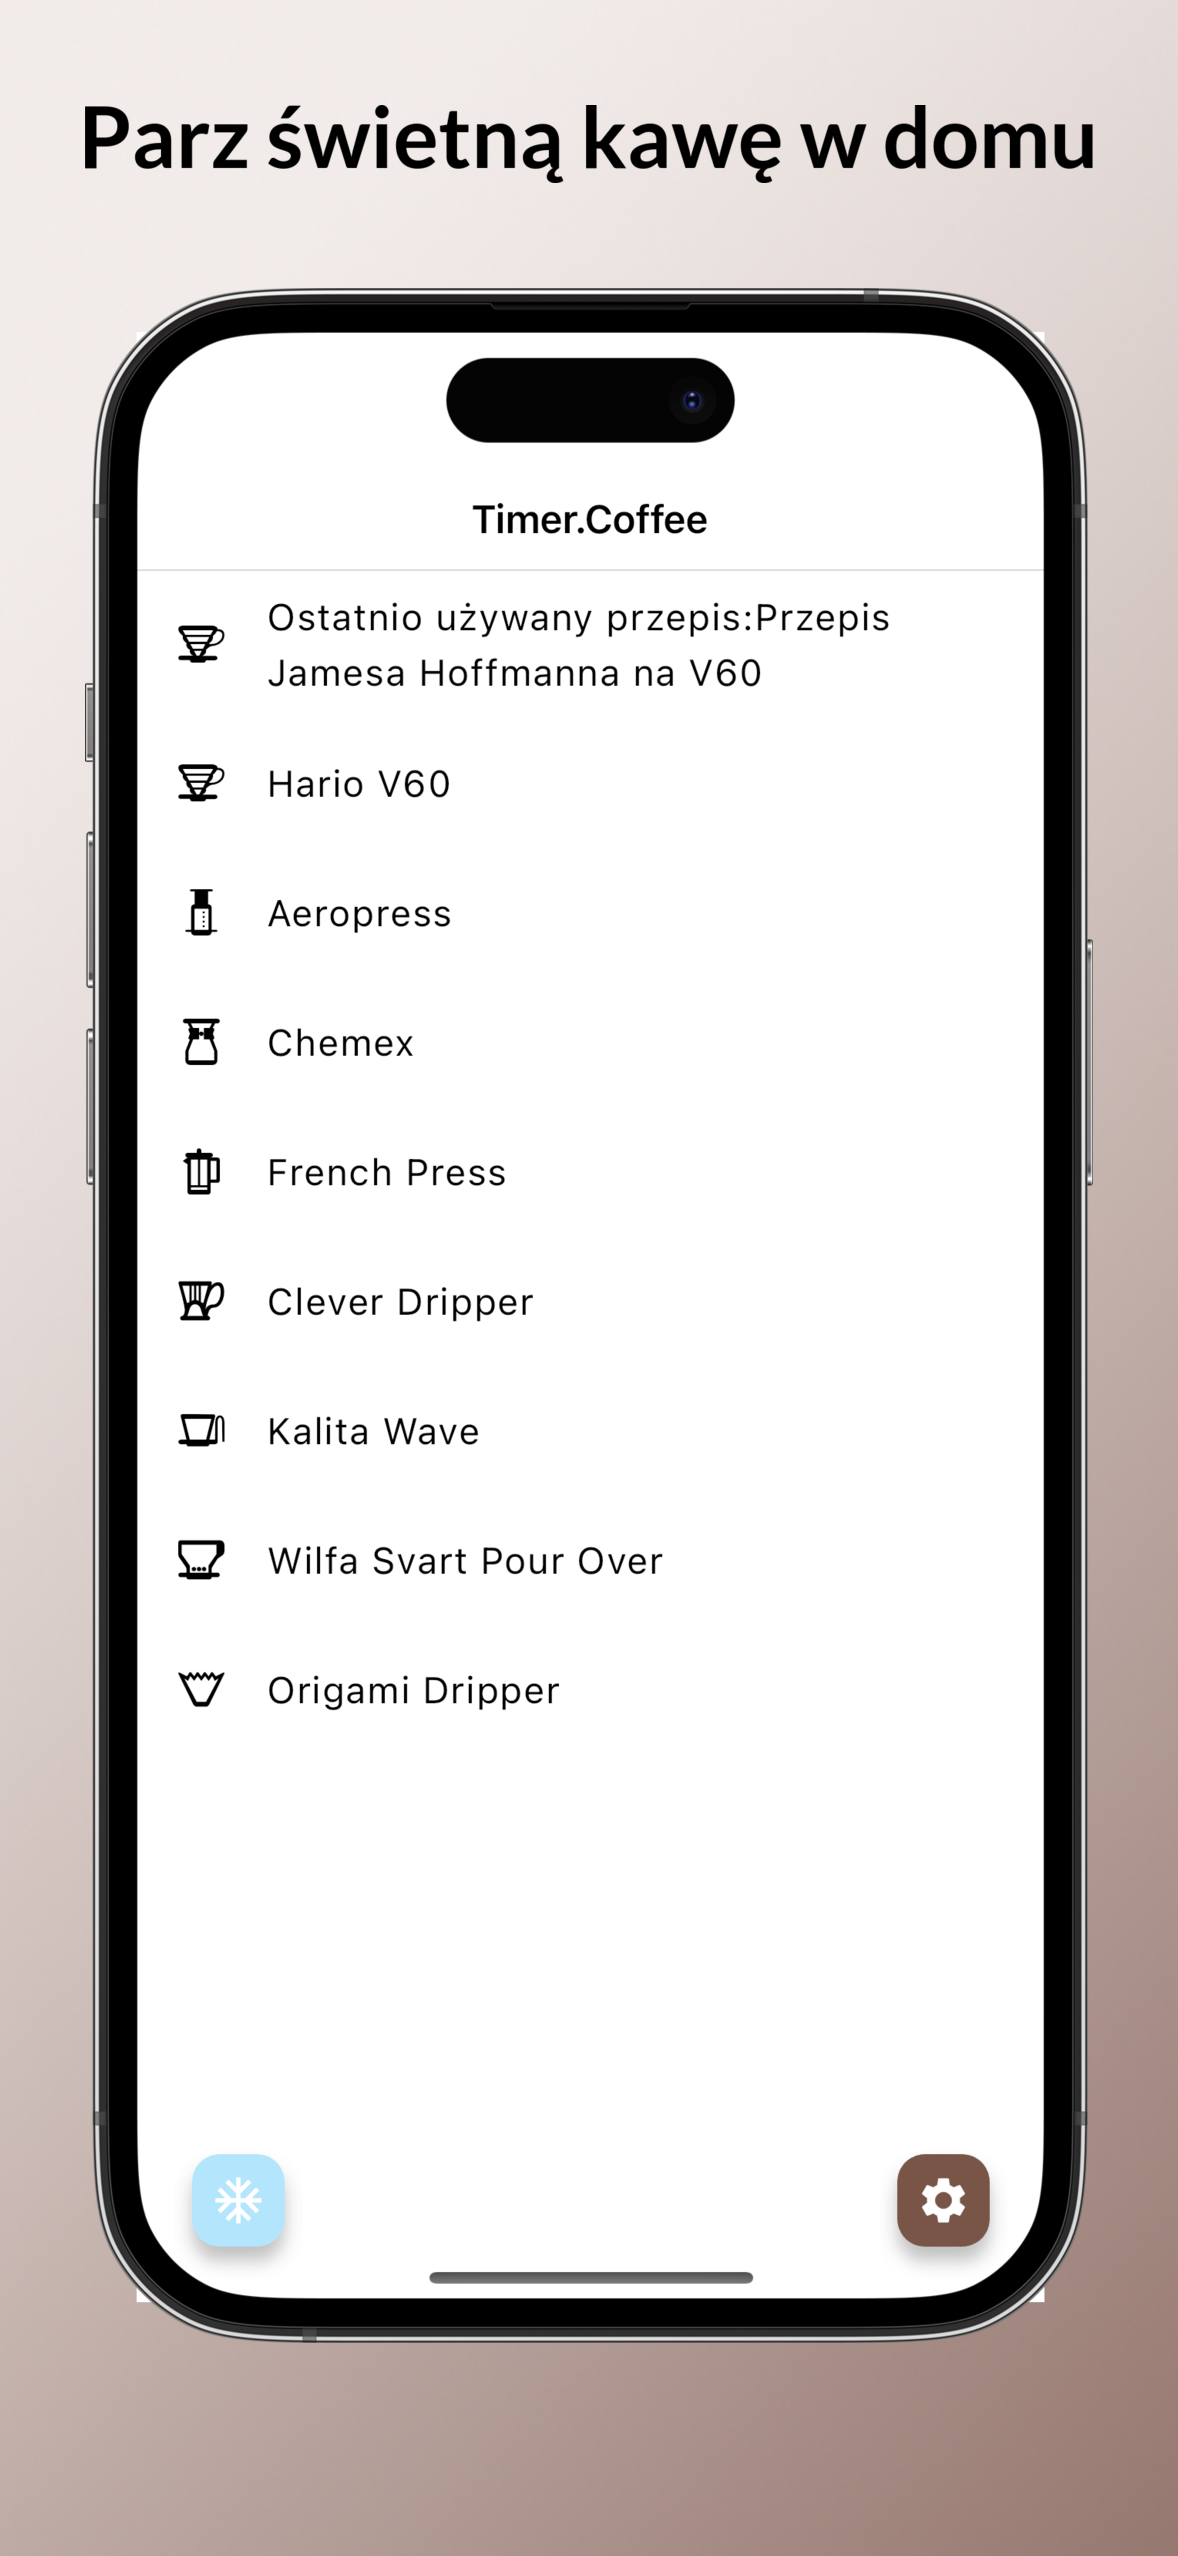 Parz świetną kawę w domu
Timer.Coffee
Ostatnio używany przepis:Przepis
Jamesa Hoffmanna na V60
Hario V60
Aeropress
Chemex
French Press
Clever Dripper
Kalita Wave
Wilfa Svart Pour Over
Origami Dripper